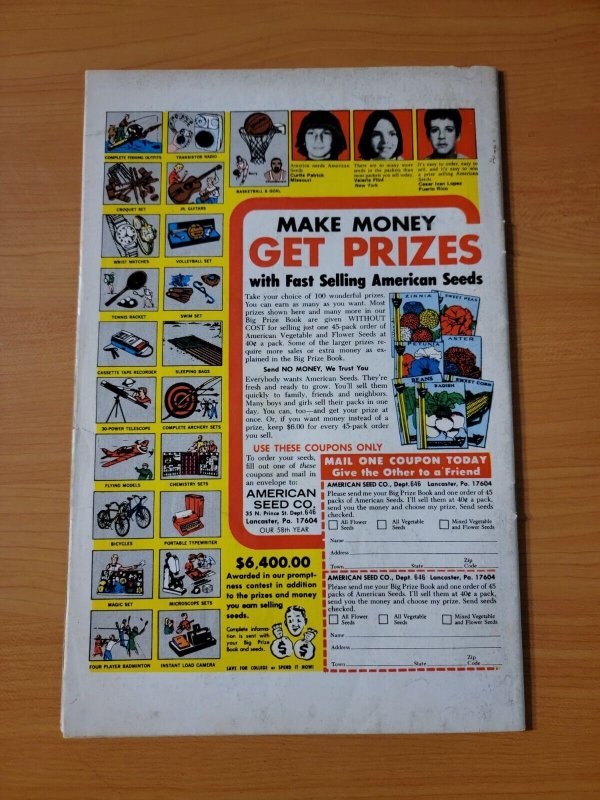 COMPLETE FISHING OUTFITS
TRANSISTOR RADIO
BASKETBALL & GOAL
CROQUET SET
JR. GUITARS
WRIST WATCHES
VOLLEYBALL SET
TENNIS RACKET
SWIM SET
CASSETTE TAPE RECORDER
SLEEPING BAGS
30-POWER TELESCOPE
COMPLETE ARCHERY SETS
FLYING MODELS
CHEMISTRY SETS
BICYCLES
PORTABLE TYPEWRITER
MAGIC SET
MICROSCOPE SETS
FOUR PLAYER BADMINTON
INSTANT LOAD CAMERA
America needs American
Seeds
Curtis Patrick
Missouri
There are so many more
seeds in the packets than
most packets you sell today.
Valerie Flint
New York
It's easy to order, easy to
sell, and it's easy to win
a prize selling American
Seeds
Cesar Ivan Lopez
Puerto Rico
MAKE MONEY
GET PRIZES
with Fast Selling American Seeds
Take your choice of 100 wonderful prizes.
You can earn as many as you want. Most
prizes shown here and many more in our
Big Prize Book are given WITHOUT
COST for selling just one 45-pack order of
American Vegetable and Flower Seeds at
40¢ a pack. Some of the larger prizes re-
quire more sales or extra money as ex-
plained in the Big Prize Book.
Send NO MONEY, We Trust You
Everybody wants American Seeds. They're
fresh and ready to grow. You'll sell them
quickly to family, friends and neighbors.
Many boys and girls sell their packs in one
day. You, too—and get your prize at
once. Or, if you want money instead of a
prize, keep $6.00 for every 45-pack order
you sell.
ZINNIA
SWEET PEAS
PETUNIA
ASTER
BEANS
RADISH
SWEET CORN
USE THESE COUPONS ONLY
To order your seeds,
fill out one of these
coupons and mail in
an envelope to:
AMERICAN
SEED CO.
35 N. Prince St. Dept. 646
Lancaster, Pa. 17604
OUR 58th YEAR
$6,400.00
Awarded in our prompt-
ness contest in addition
to the prizes and money
you earn selling
seeds.
Complete informa-
tion is sent with
your Big Prize
Book and seeds.
$ $
SAVE FOR COLLEGE or SPEND IT NOW!
MAIL ONE COUPON TODAY
Give the Other to a Friend
AMERICAN SEED CO., Dept. 646 Lancaster, Pa. 17604
Please send me your Big Prize Book and one order of 45
packs of American Seeds. I'll sell them at 40¢ a pack,
send you the money and choose my prize. Send seeds
checked.
All Flower Seeds
All Vegetable Seeds
Mixed Vegetable and Flower Seeds
Name
Address
Town State Zip Code
AMERICAN SEED CO., Dept. 646 Lancaster, Pa. 17604
Please send me your Big Prize Book and one order of 45
packs of American Seeds. I'll sell them at 40¢ a pack,
send you the money and choose my prize. Send seeds
checked.
All Flower Seeds
All Vegetable Seeds
Mixed Vegetable and Flower Seeds
Name
Address
Town State Zip Code